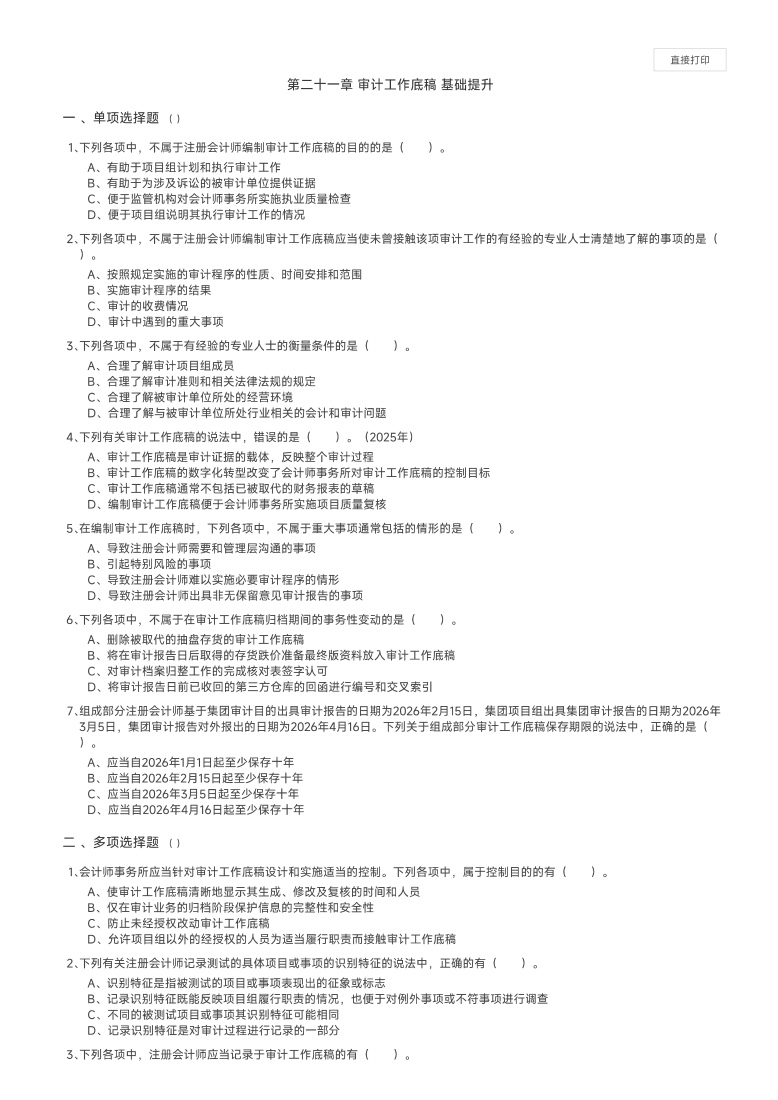 直接打印
第二十一章 审计工作底稿 基础提升
一 、单项选择题 （ ）
1、下列各项中，不属于注册会计师编制审计工作底稿的目的的是（　　）。
A、有助于项目组计划和执行审计工作
B、有助于为涉及诉讼的被审计单位提供证据
C、便于监管机构对会计师事务所实施执业质量检查
D、便于项目组说明其执行审计工作的情况
2、下列各项中，不属于注册会计师编制审计工作底稿应当使未曾接触该项审计工作的有经验的专业人士清楚地了解的事项的是（
）。
A、按照规定实施的审计程序的性质、时间安排和范围
B、实施审计程序的结果
C、审计的收费情况
D、审计中遇到的重大事项
3、下列各项中，不属于有经验的专业人士的衡量条件的是（　　）。
A、合理了解审计项目组成员
B、合理了解审计准则和相关法律法规的规定
C、合理了解被审计单位所处的经营环境
D、合理了解与被审计单位所处行业相关的会计和审计问题
4、下列有关审计工作底稿的说法中，错误的是（　　）。（2025年）
A、审计工作底稿是审计证据的载体，反映整个审计过程
B、审计工作底稿的数字化转型改变了会计师事务所对审计工作底稿的控制目标
C、审计工作底稿通常不包括已被取代的财务报表的草稿
D、编制审计工作底稿便于会计师事务所实施项目质量复核
5、在编制审计工作底稿时，下列各项中，不属于重大事项通常包括的情形的是（　　）。
A、导致注册会计师需要和管理层沟通的事项
B、引起特别风险的事项
C、导致注册会计师难以实施必要审计程序的情形
D、导致注册会计师出具非无保留意见审计报告的事项
6、下列各项中，不属于在审计工作底稿归档期间的事务性变动的是（　　）。
A、删除被取代的抽盘存货的审计工作底稿
B、将在审计报告日后取得的存货跌价准备最终版资料放入审计工作底稿
C、对审计档案归整工作的完成核对表签字认可
D、将审计报告日前已收回的第三方仓库的回函进行编号和交叉索引
7、组成部分注册会计师基于集团审计目的出具审计报告的日期为2026年2月15日，集团项目组出具集团审计报告的日期为2026年
3月5日，集团审计报告对外报出的日期为2026年4月16日。下列关于组成部分审计工作底稿保存期限的说法中，正确的是（
）。
A、应当自2026年1月1日起至少保存十年
B、应当自2026年2月15日起至少保存十年
C、应当自2026年3月5日起至少保存十年
D、应当自2026年4月16日起至少保存十年
二 、多项选择题 （ ）
1、会计师事务所应当针对审计工作底稿设计和实施适当的控制。下列各项中，属于控制目的的有（　　）。
A、使审计工作底稿清晰地显示其生成、修改及复核的时间和人员
B、仅在审计业务的归档阶段保护信息的完整性和安全性
C、防止未经授权改动审计工作底稿
D、允许项目组以外的经授权的人员为适当履行职责而接触审计工作底稿
2、下列有关注册会计师记录测试的具体项目或事项的识别特征的说法中，正确的有（　　）。
A、识别特征是指被测试的项目或事项表现出的征象或标志
B、记录识别特征既能反映项目组履行职责的情况，也便于对例外事项或不符事项进行调查
C、不同的被测试项目或事项其识别特征可能相同
D、记录识别特征是对审计过程进行记录的一部分
3、下列各项中，注册会计师应当记录于审计工作底稿的有（　　）。